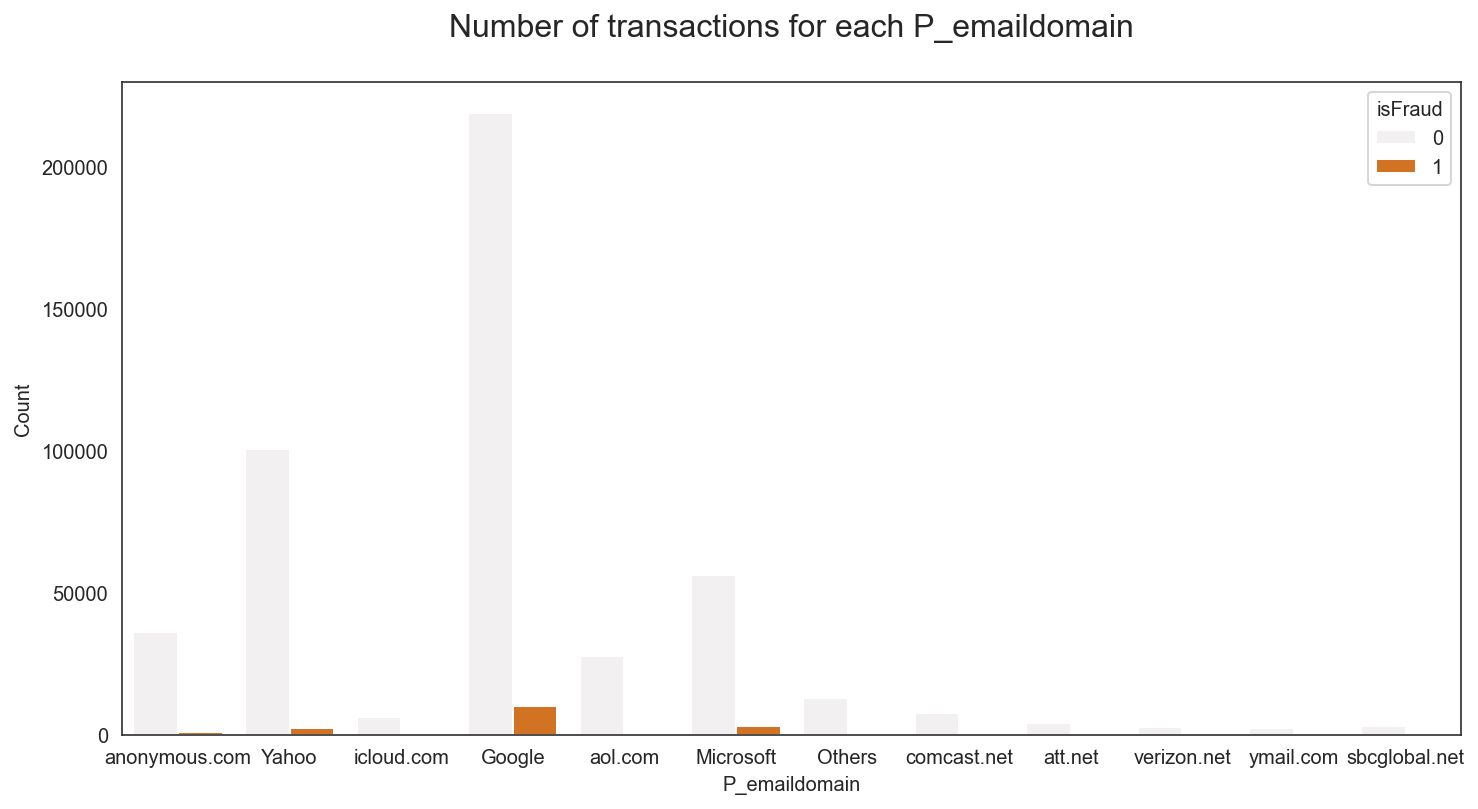 Number of transactions for each P_emaildomain
isFraud
0
1
200000
150000
100000
50000
0
Count
anonymous.com Yahoo icloud.com Google aol.com Microsoft Others comcast.net att.net verizon.net ymail.com sbcglobal.net
P_emaildomain